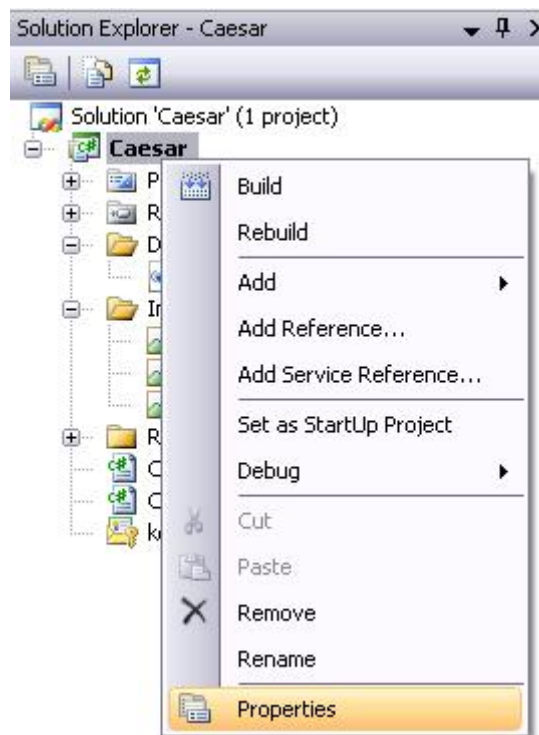 Solution Explorer - Caesar
Solution 'Caesar' (1 project)
Caesar
Build
Rebuild
Add
Add Reference...
Add Service Reference...
Set as StartUp Project
Debug
Cut
Paste
Remove
Rename
Properties